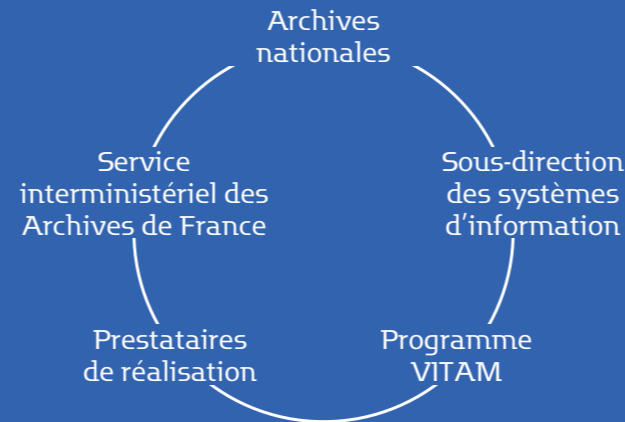 Archives
nationales
Service
interministériel des
Archives de France
Sous-direction
des systèmes
d'information
Prestataires
de réalisation
Programme
VITAM